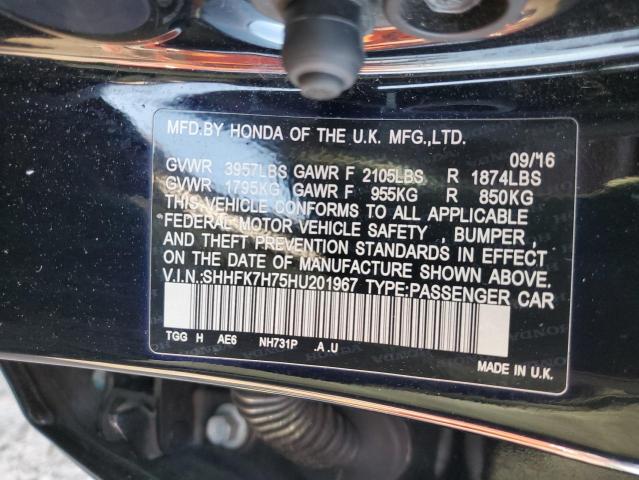 MFD.BY HONDA OF THE U.K. MFG.,LTD.
09/16
GVWR 3957LBS GAWR F 2105LBS R 1874LBS
GVWR 1795KG GAWR F 955KG R 850KG
THIS VEHICLE CONFORMS TO ALL APPLICABLE
FEDERAL MOTOR VEHICLE SAFETY , BUMPER ,
AND THEFT PREVENTION STANDARDS IN EFFECT
ON THE DATE OF MANUFACTURE SHOWN ABOVE.
V.I.N.:SHHFK7H75HU201967 TYPE:PASSENGER CAR
TGG H AE6 NH731P .A .U
MADE IN U.K.